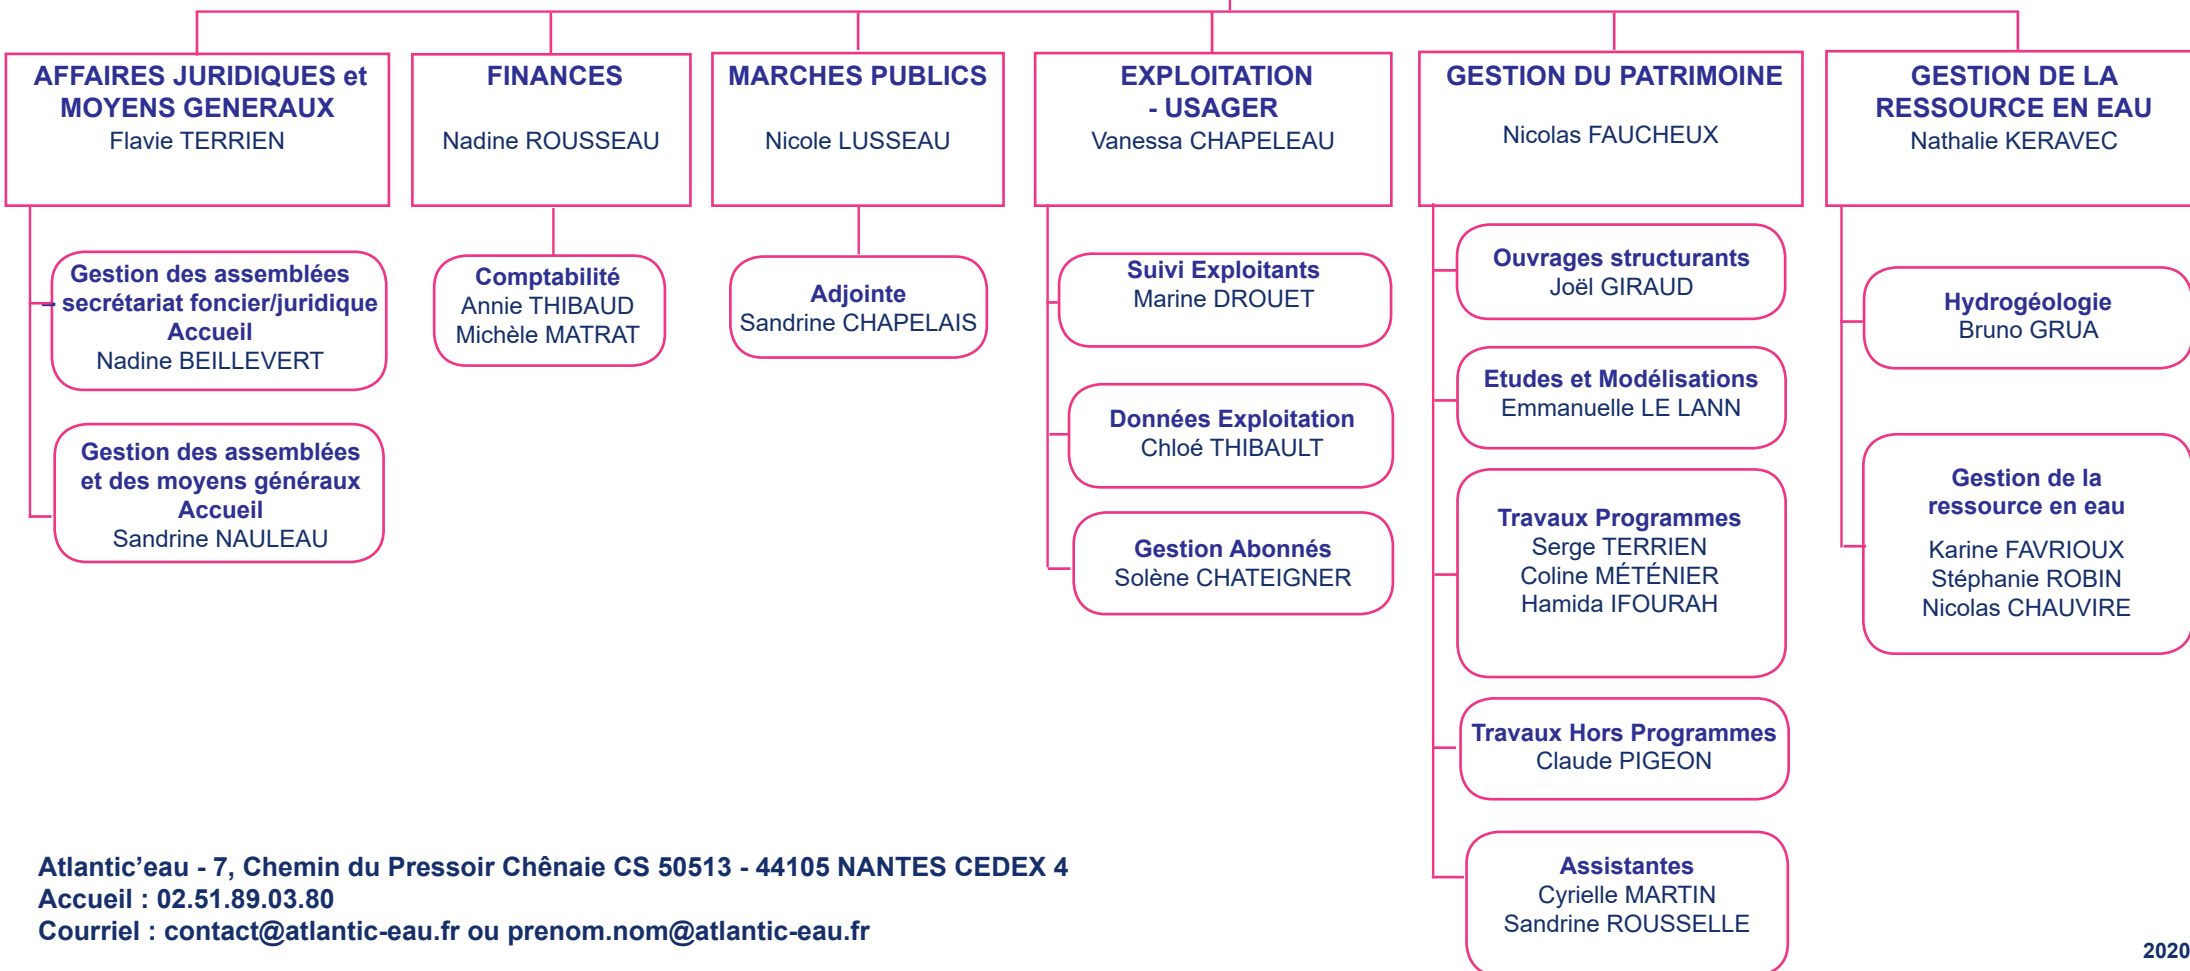 AFFAIRES JURIDIQUES et
MOYENS GENERAUX
Flavie TERRIEN
FINANCES
Nadine ROUSSEAU
MARCHES PUBLICS
Nicole LUSSEAU
EXPLOITATION
- USAGER
Vanessa CHAPELEAU
GESTION DU PATRIMOINE
Nicolas FAUCHEUX
GESTION DE LA
RESSOURCE EN EAU
Nathalie KERAVEC
Gestion des assemblées
– secrétariat foncier/juridique
Accueil
Nadine BEILLEVERT
Gestion des assemblées
et des moyens généraux
Accueil
Sandrine NAULEAU
Comptabilité
Annie THIBAUD
Michèle MATRAT
Adjointe
Sandrine CHAPELAIS
Suivi Exploitants
Marine DROUET
Données Exploitation
Chloé THIBAULT
Gestion Abonnés
Solène CHATEIGNER
Ouvrages structurants
Joël GIRAUD
Etudes et Modélisations
Emmanuelle LE LANN
Travaux Programmes
Serge TERRIEN
Coline MÉTÉNIER
Hamida IFOURAH
Travaux Hors Programmes
Claude PIGEON
Assistantes
Cyrielle MARTIN
Sandrine ROUSSELLE
Hydrogéologie
Bruno GRUA
Gestion de la
ressource en eau
Karine FAVRIOUX
Stéphanie ROBIN
Nicolas CHAUVIRE
Atlantic’eau - 7, Chemin du Pressoir Chênaie CS 50513 - 44105 NANTES CEDEX 4
Accueil : 02.51.89.03.80
Courriel : contact@atlantic-eau.fr ou prenom.nom@atlantic-eau.fr
2020